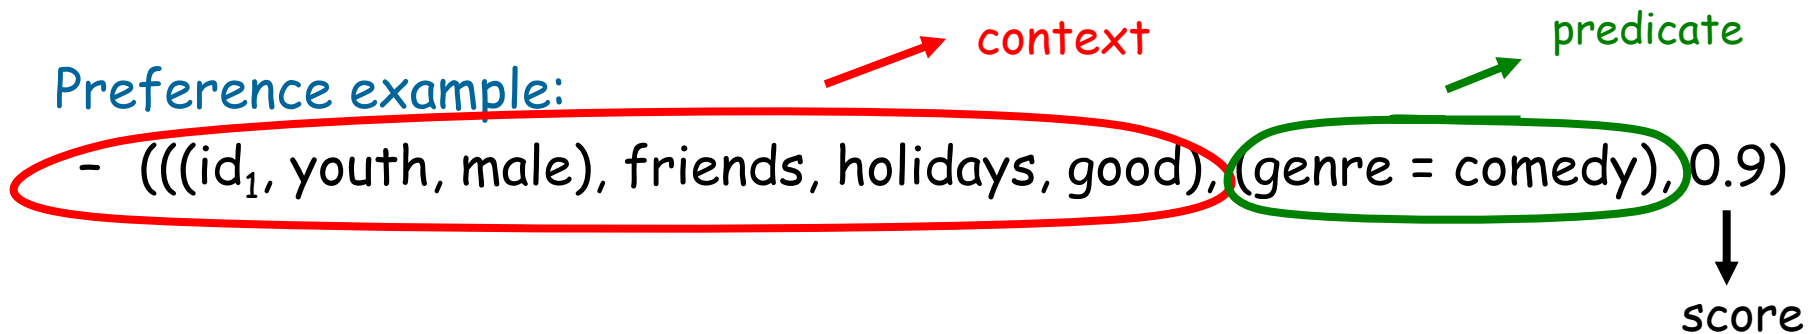 context
predicate
Preference example:
- (((id₁, youth, male), friends, holidays, good), (genre = comedy), 0.9)
score